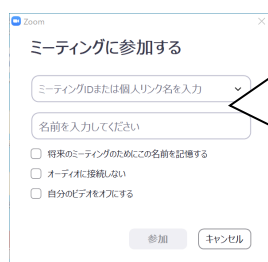 Zoom
ミーティングに参加する
ミーティングIDまたは個人リンク名を入力
名前を入力してください
将来のミーティングのためにこの名前を記憶する
オーディオに接続しない
自分のビデオをオフにする
参加 キャンセル